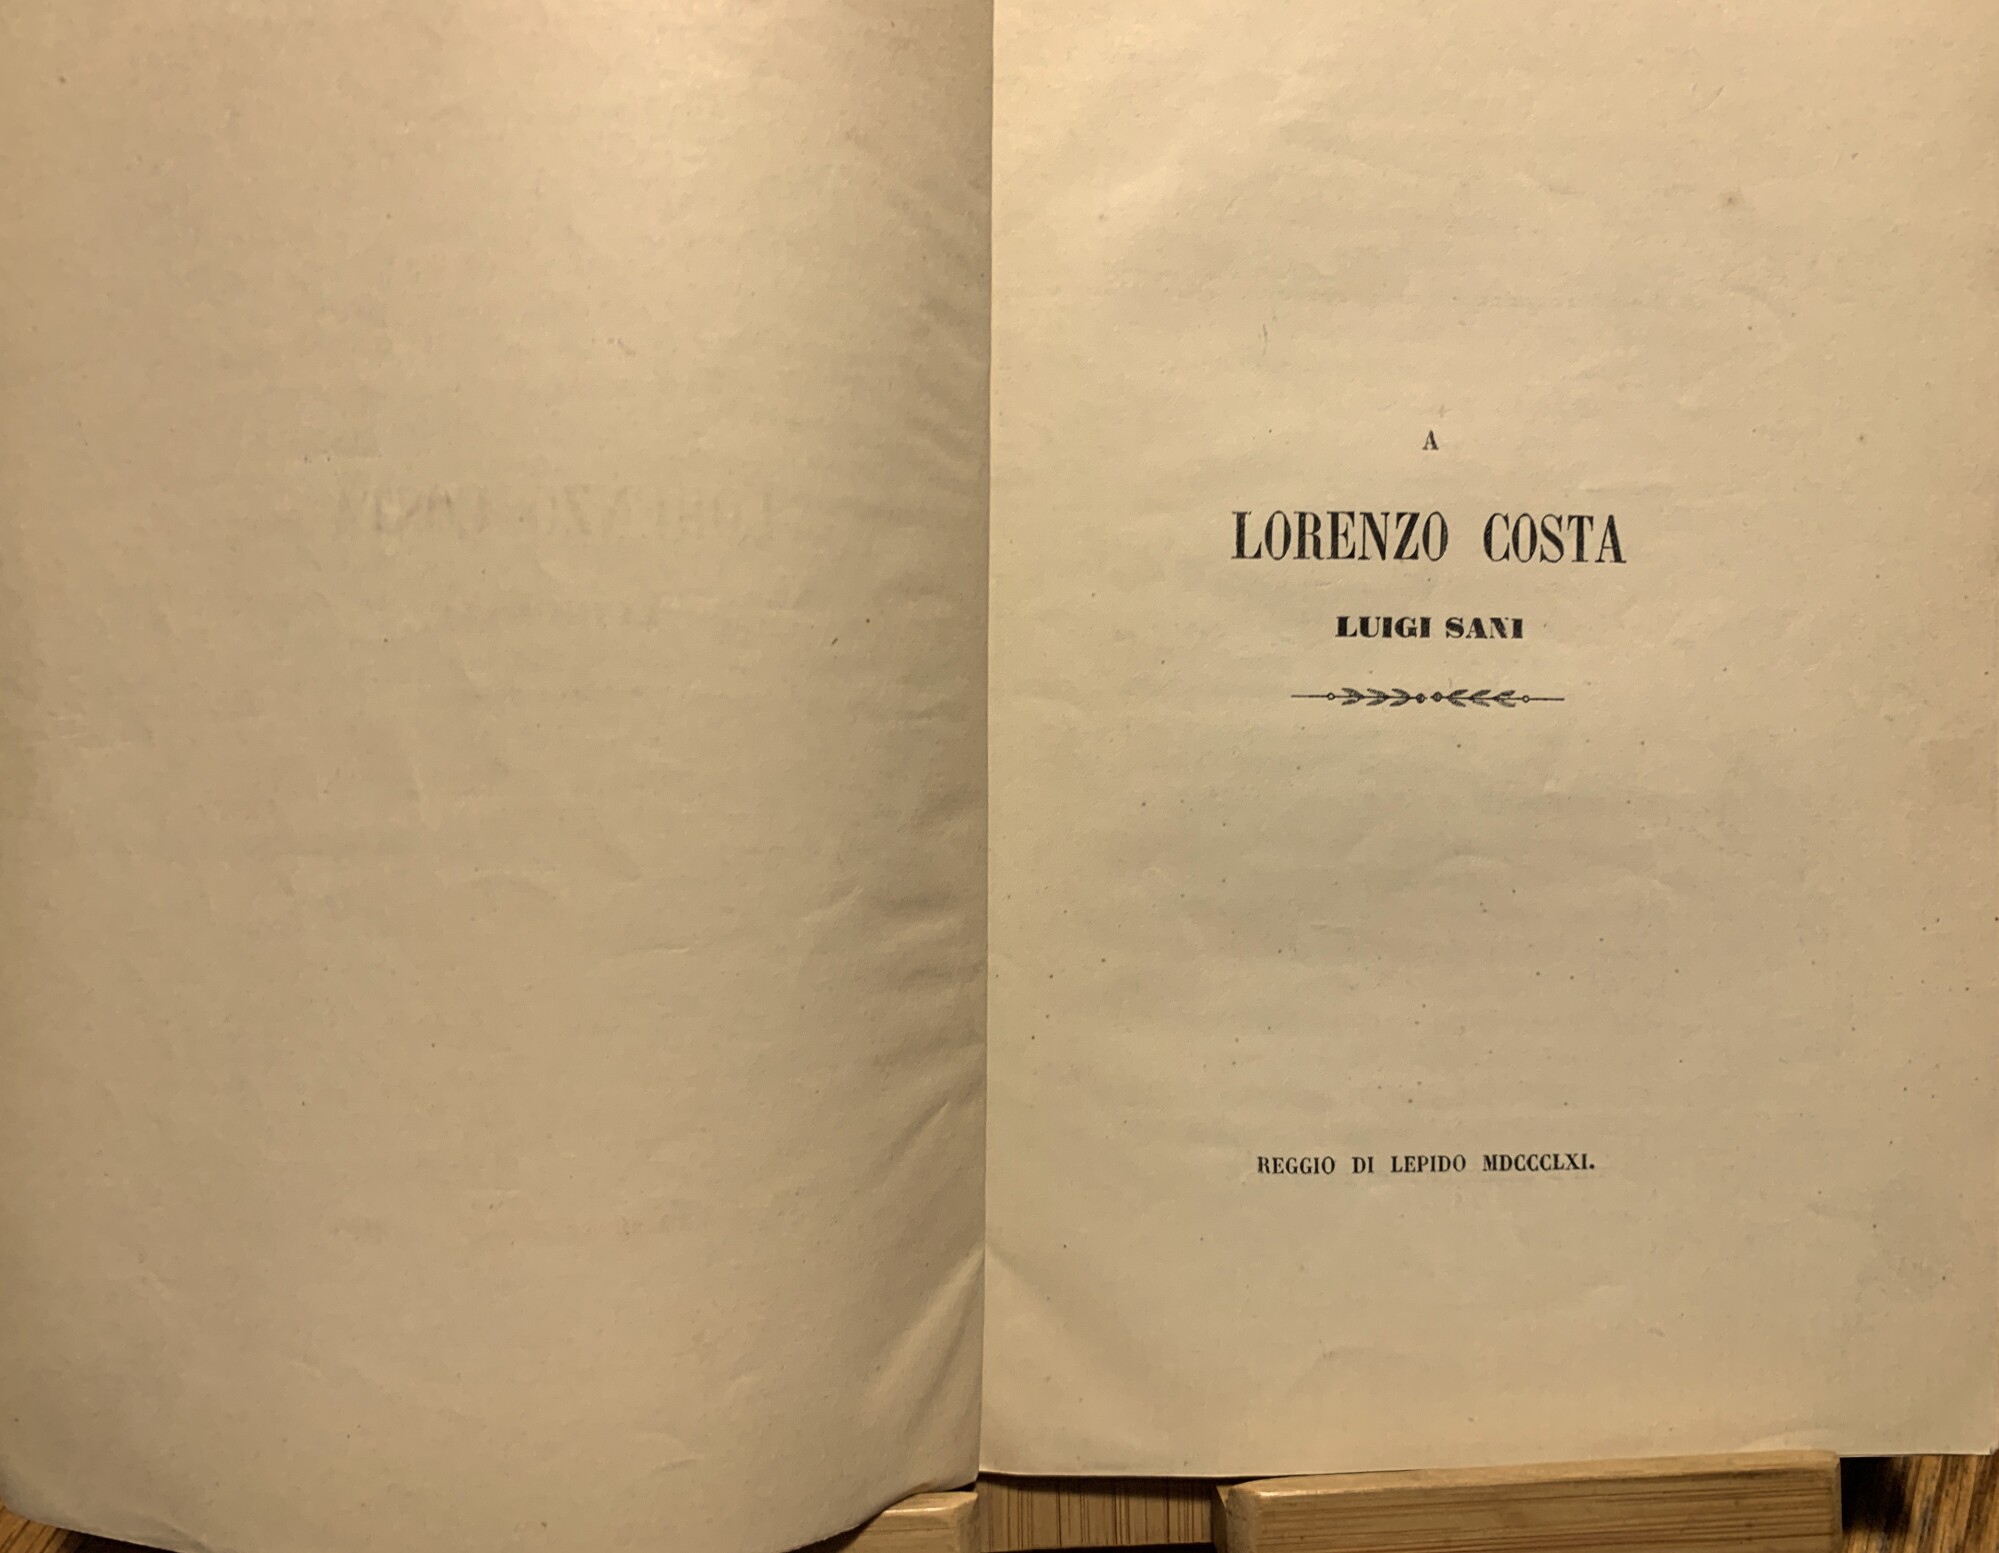 A
LORENZO COSTA
LUIGI SANI
REGGIO DI LEPIDO MDCCCLXI.